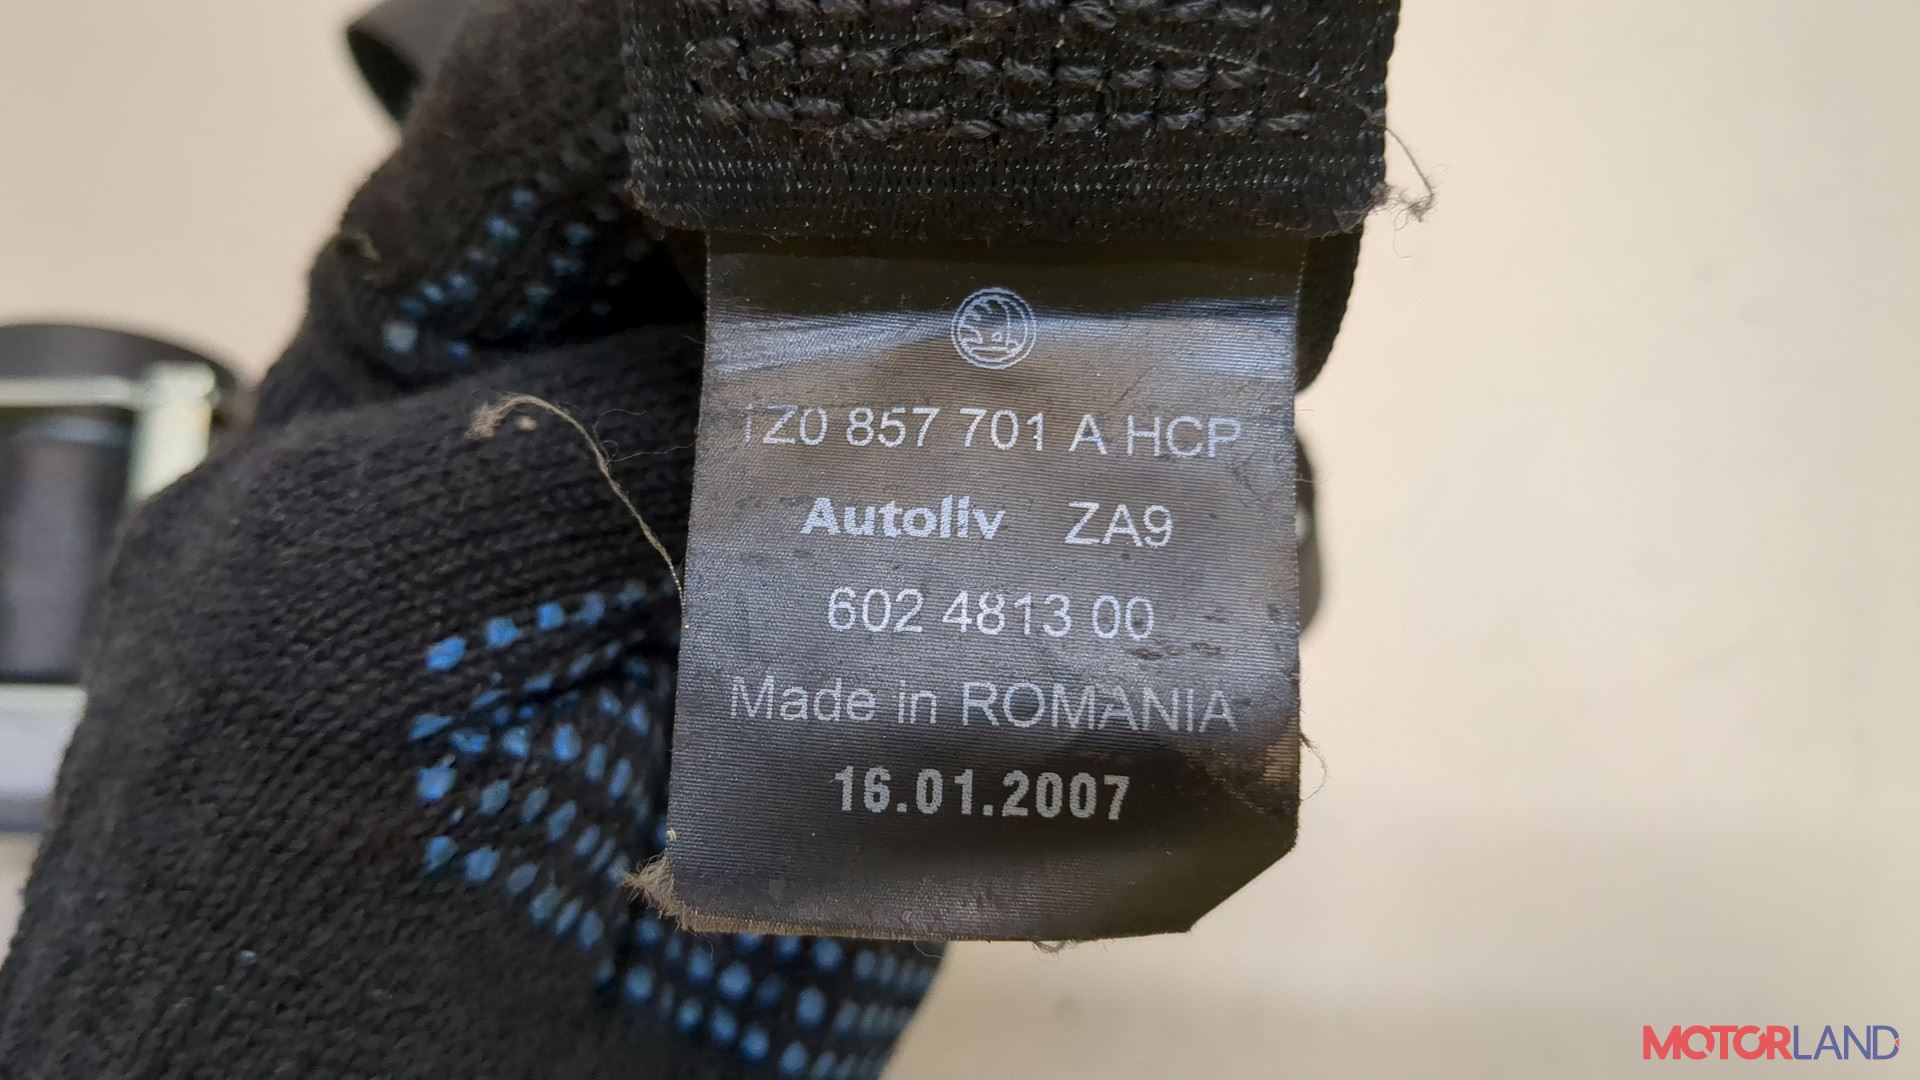 1Z0 857 701 A HCP
Autoliv ZA9
602 4813 00
Made in ROMANIA
16.01.2007
MOTORLAND